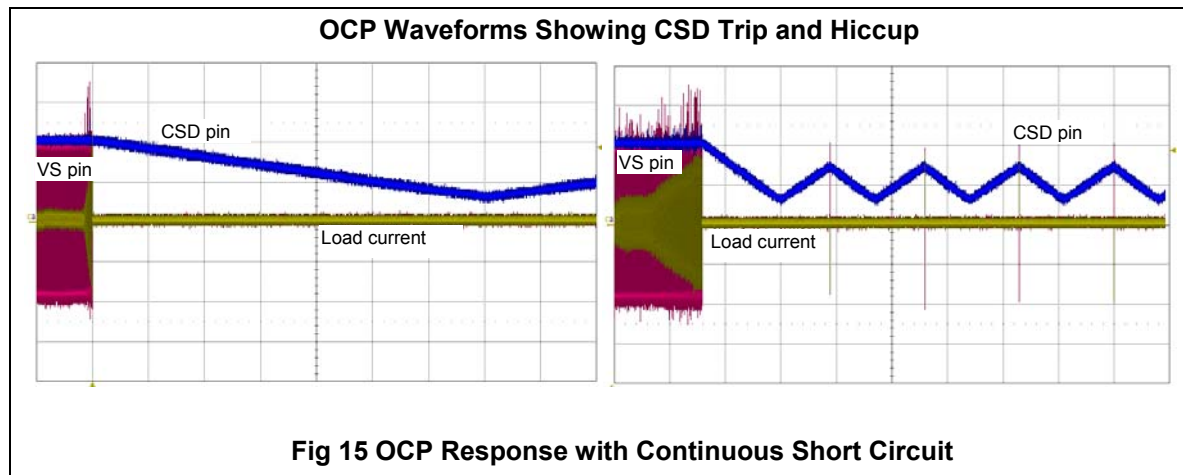 OCP Waveforms Showing CSD Trip and Hiccup
CSD pin
VS pin
Load current
CSD pin
VS pin
Load current
Fig 15 OCP Response with Continuous Short Circuit